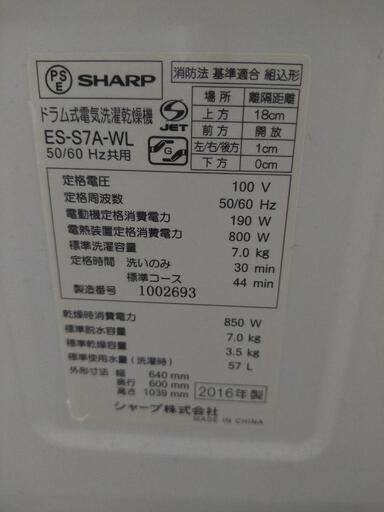 PSE SHARP
消防法 基準適合 組込形
ドラム式電気洗濯乾燥機
ES-S7A-WL
50/60 Hz共用
S JET
G
場所 離隔距離
上方 18cm
前方 開放
左/右/後方 1cm
下方 0cm
定格電圧 100 V
定格周波数 50/60 Hz
電動機定格消費電力 190 W
電熱装置定格消費電力 800 W
標準洗濯容量 7.0 kg
定格時間 洗いのみ 30 min
標準コース 44 min
製造番号 1002693
乾燥時消費電力 850 W
標準脱水容量 7.0 kg
標準乾燥容量 3.5 kg
標準使用水量(洗濯時) 57 L
外形寸法 幅 640 mm
奥行 600 mm
高さ 1039 mm
2016年製
シャープ株式会社
MADE IN CHINA